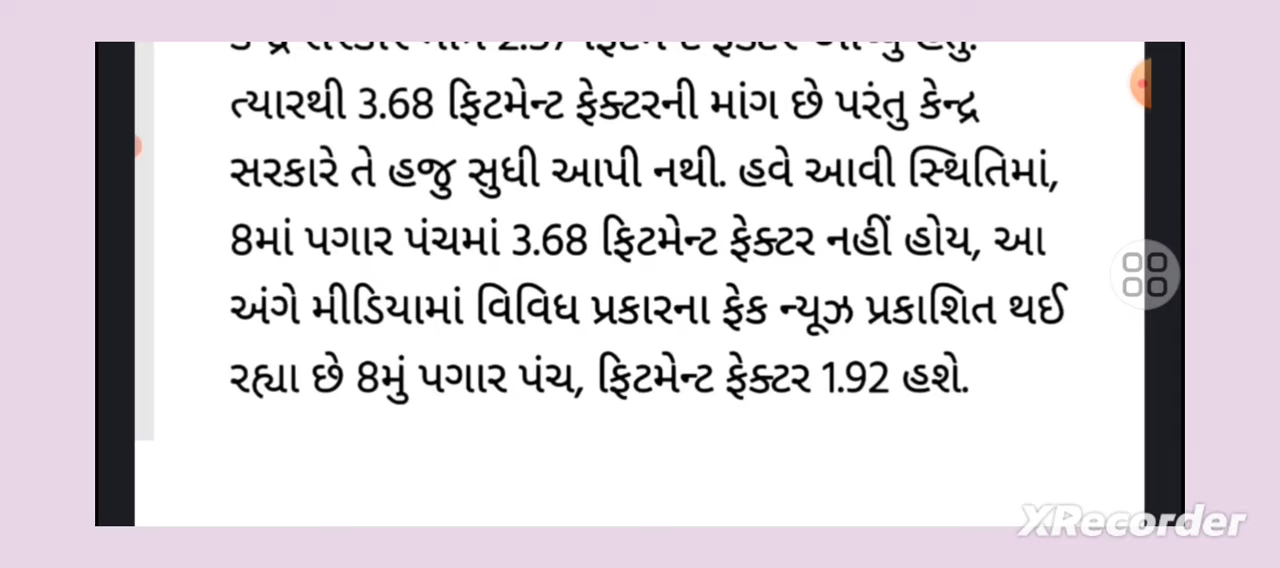 ત્યારથી 3.68 ફિટમેન્ટ ફેક્ટરની માંગ છે પરંતુ કેન્દ્ર
સરકારે તે હજુ સુધી આપી નથી. હવે આવી સ્થિતિમાં,
8માં પગાર પંચમાં 3.68 ફિટમેન્ટ ફેક્ટર નહીં હોય, આ
અંગે મીડિયામાં વિવિધ પ્રકારના ફેક ન્યૂઝ પ્રકાશિત થઈ
રહ્યા છે 8મું પગાર પંચ, ફિટમેન્ટ ફેક્ટર 1.92 હશે.
XRecorder